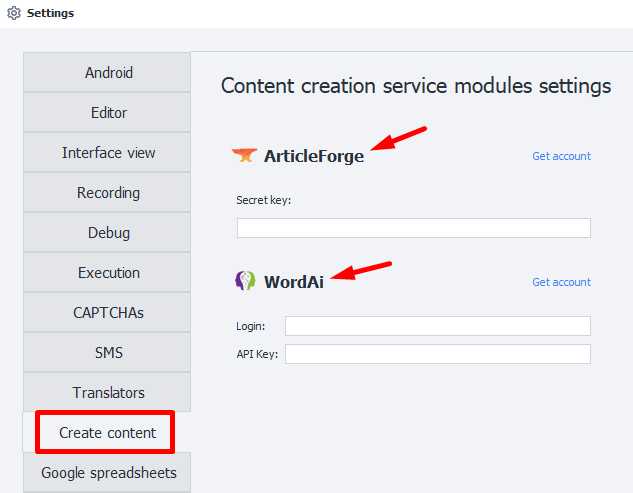 Settings
Android
Editor
Interface view
Recording
Debug
Execution
CAPTCHAs
SMS
Translators
Create content
Google spreadsheets
Content creation service modules settings
ArticleForge
Get account
Secret key:
WordAi
Get account
Login:
API Key: